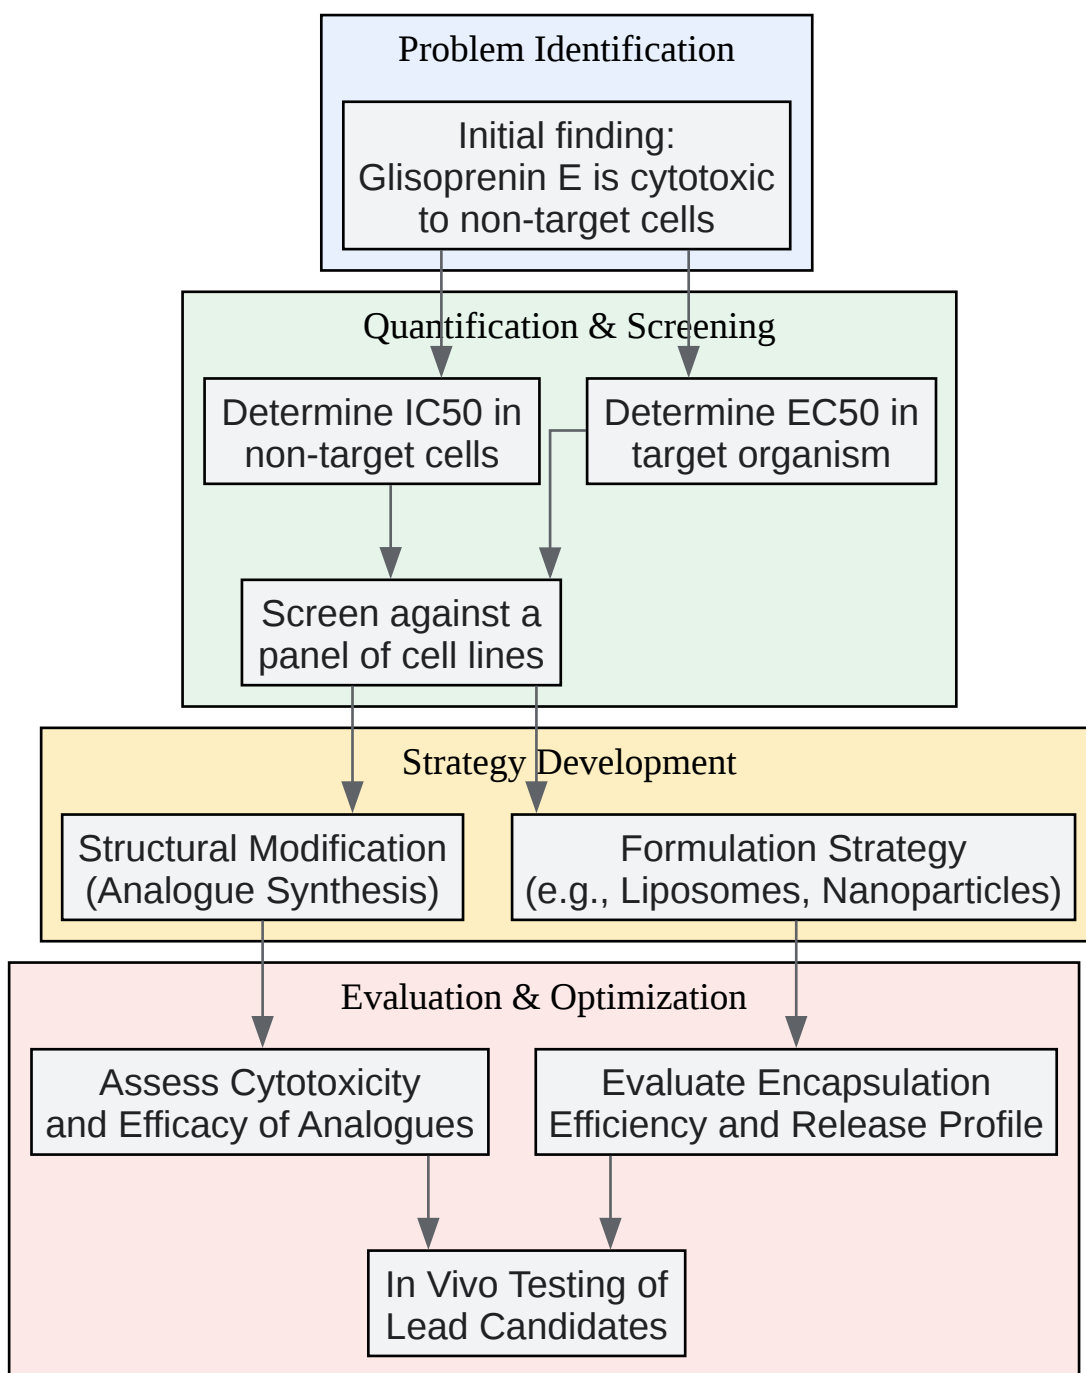 Problem Identification
Initial finding:
Glisoprenin E is cytotoxic
to non-target cells
Quantification & Screening
Determine IC50 in
non-target cells
Determine EC50 in
target organism
Screen against a
panel of cell lines
Strategy Development
Structural Modification
(Analogue Synthesis)
Formulation Strategy
(e.g., Liposomes, Nanoparticles)
Evaluation & Optimization
Assess Cytotoxicity
and Efficacy of Analogues
Evaluate Encapsulation
Efficiency and Release Profile
In Vivo Testing of
Lead Candidates